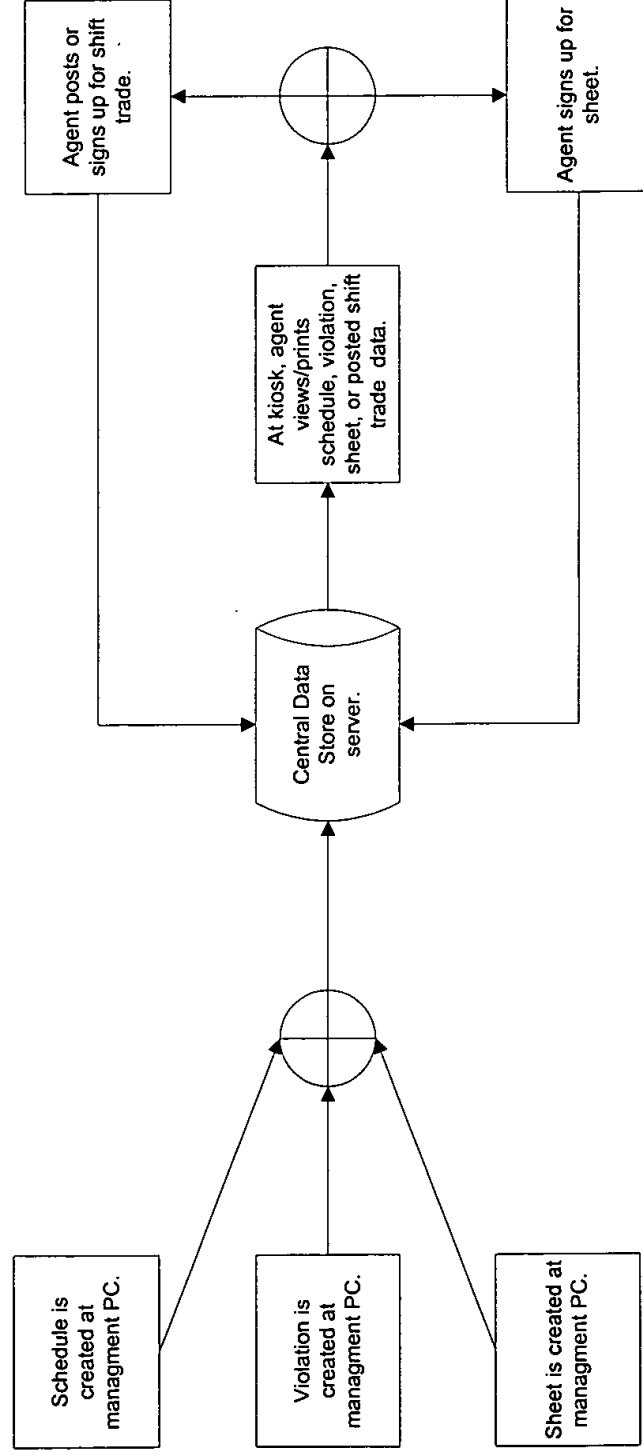 Schedule is
created at
managment PC.
Violation is
created at
managment PC.
Sheet is created at
managment PC.
Central Data
Store on
server.
At kiosk, agent
views/prints
schedule, violation,
sheet, or posted shift
trade data.
Agent posts or
signs up for shift
trade.
Agent signs up for
sheet.